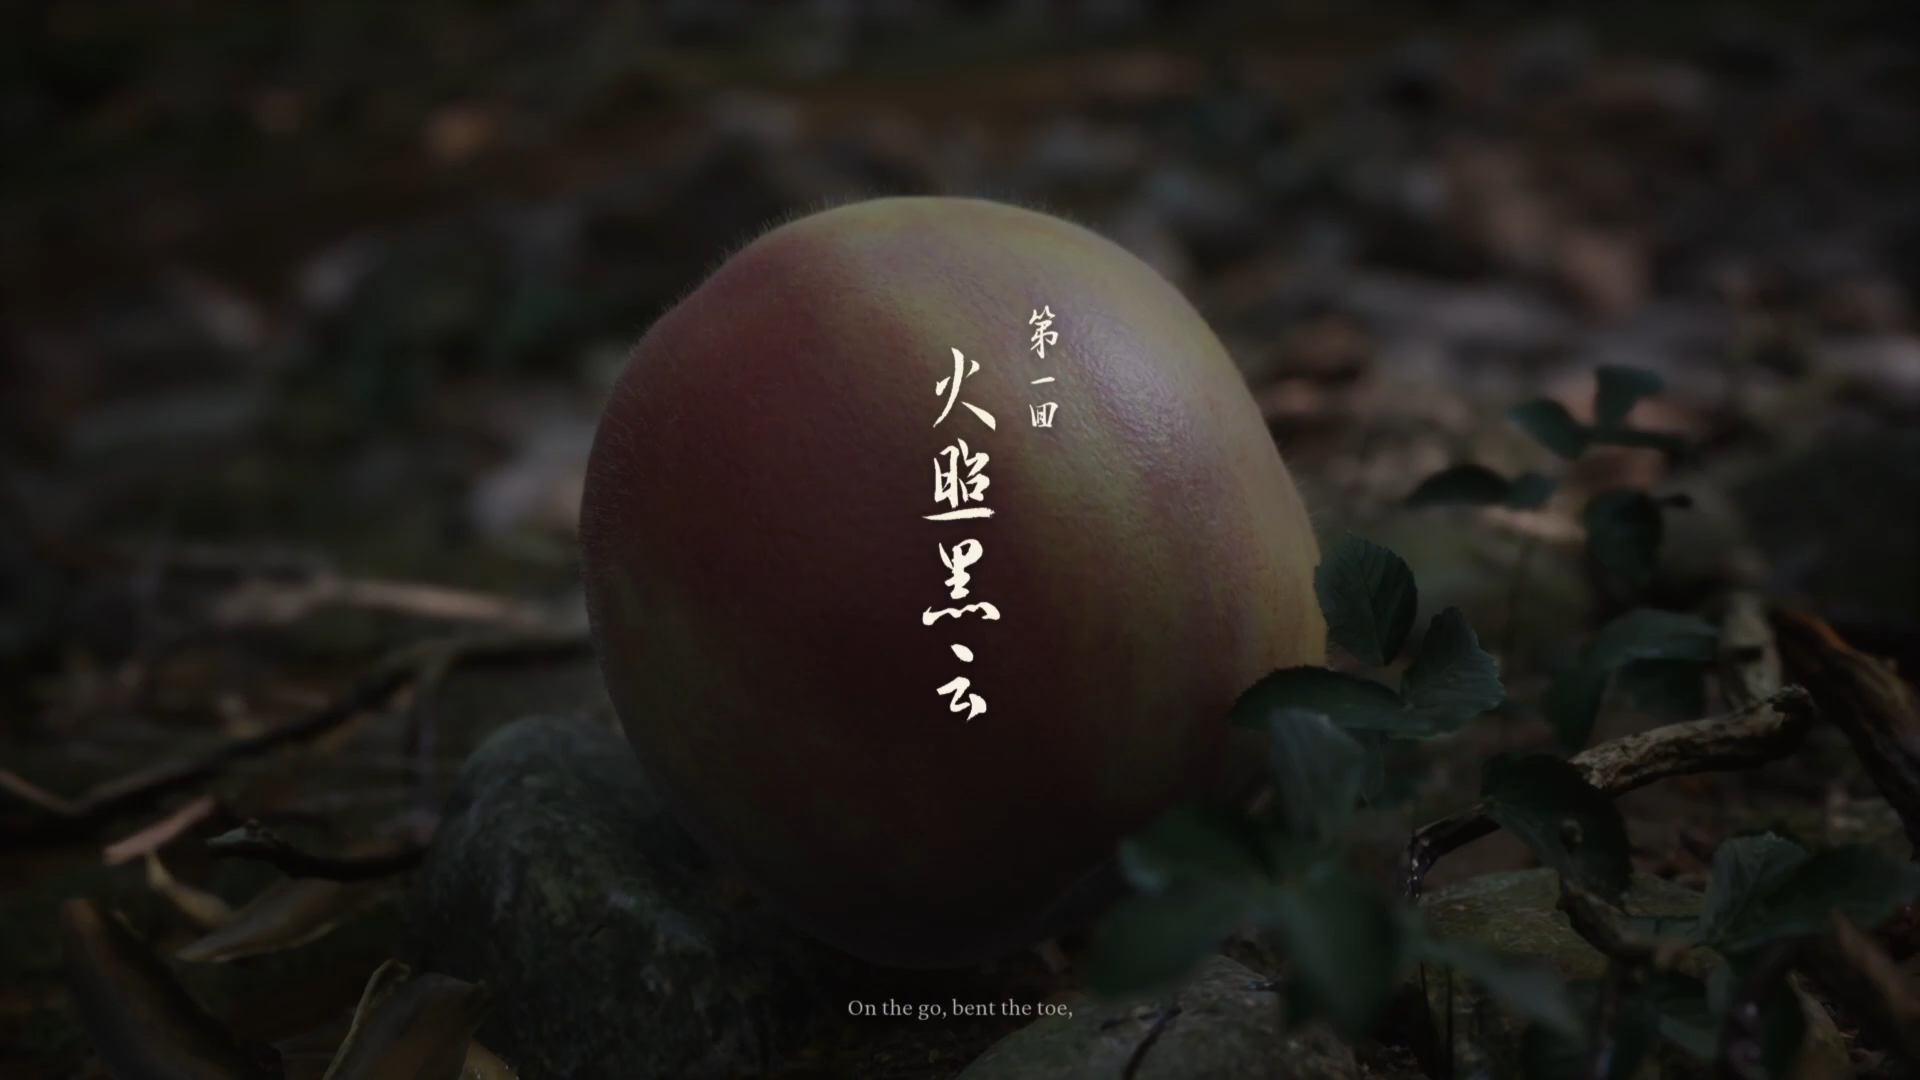 第一回
火照黑云
On the go, bent the toe,